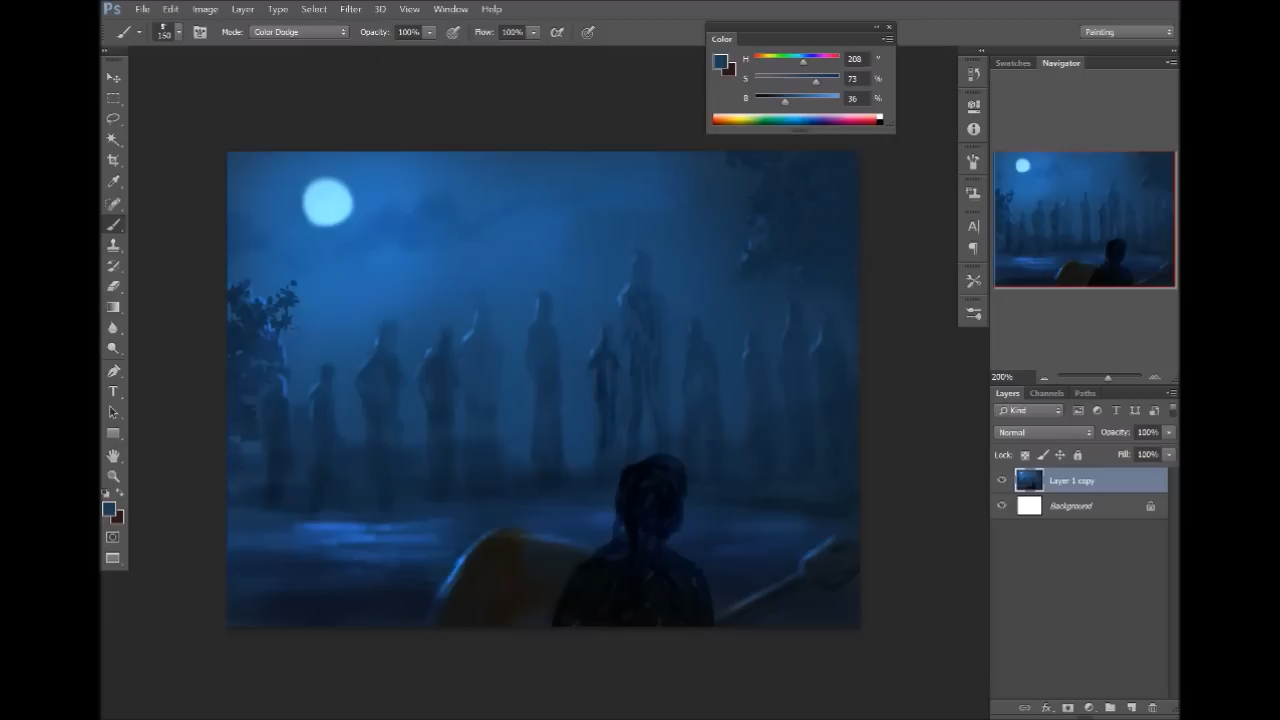 Ps File Edit Image Layer Type Select Filter 3D View Window Help
150 Mode: Color Dodge Opacity: 100% Flow: 100% Painting
Color
H 208 °
S 73 %
B 36 %
Swatches Navigator
200%
Layers Channels Paths
Kind
Normal Opacity: 100%
Lock: Fill: 100%
Layer 1 copy
Background